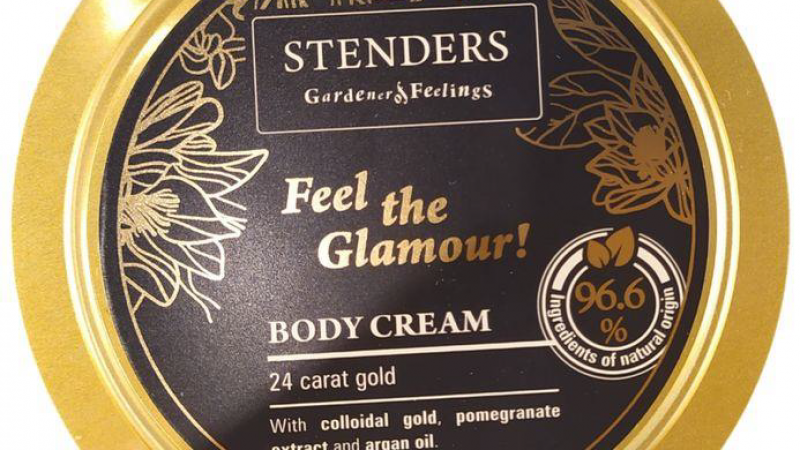 STENDERS
Gardener of Feelings
Feel the
Glamour!
BODY CREAM
24 carat gold
With colloidal gold, pomegranate
extract and argan oil.
96.6
%
Ingredients of natural origin